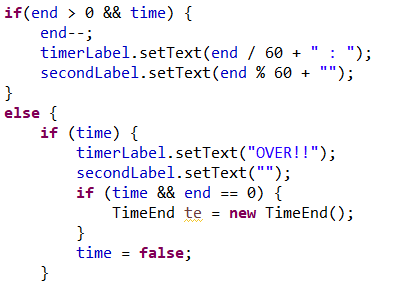 if(end > 0 && time) {
    end--;
    timerLabel.setText(end / 60 + " : ");
    secondLabel.setText(end % 60 + "");
}
else {
    if (time) {
        timerLabel.setText("OVER!!");
        secondLabel.setText("");
        if (time && end == 0) {
            TimeEnd te = new TimeEnd();
        }
        time = false;
    }